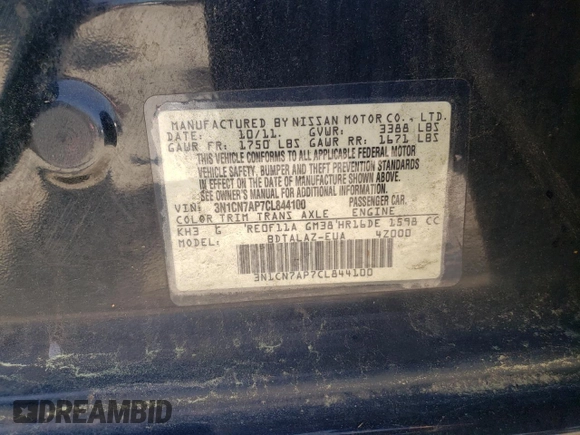 MANUFACTURED BY NISSAN MOTOR CO., LTD.
DATE: 10/11. GVWR: 3388 LBS
GAWR FR: 1750 LBS GAWR RR: 1671 LBS
THIS VEHICLE CONFORMS TO ALL APPLICABLE FEDERAL MOTOR
VEHICLE SAFETY, BUMPER AND THEFT PREVENTION STANDARDS
IN EFFECT ON THE DATE OF MANUFACTURE SHOWN ABOVE.
SEE OWNER'S MANUAL FOR ADDITIONAL INFORMATION.
VIN: 3N1CN7AP7CL844100 PASSENGER CAR
COLOR TRIM TRANS AXLE ENGINE
KH3 G RE0F11A GM38 HR16DE 1598 CC
MODEL: BDTALAZ-EUA 4Z000
3N1CN7AP7CL844100
DREAMBID